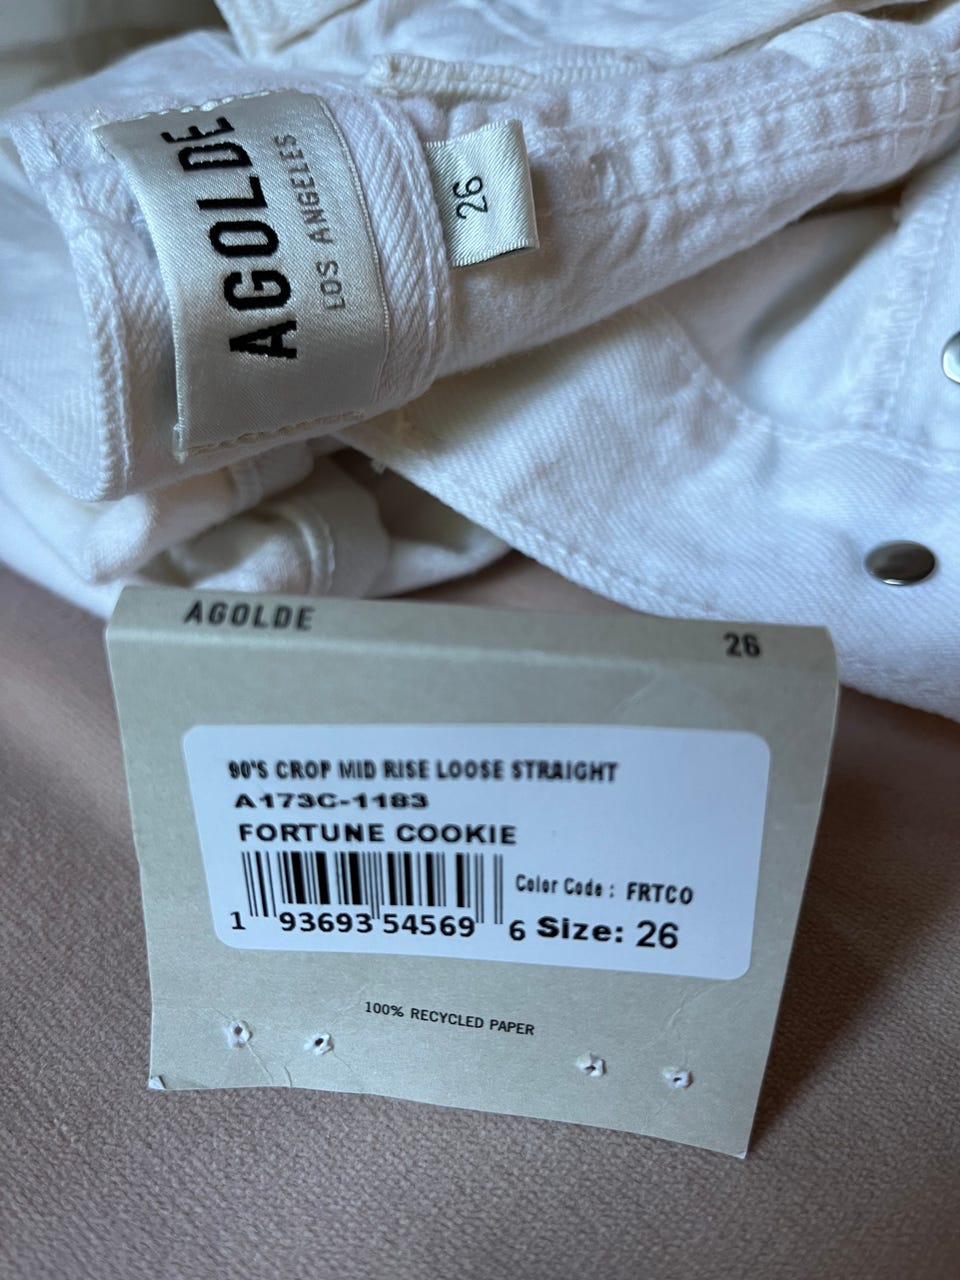 AGOLDE
LOS ANGELES
26
AGOLDE
26
90'S CROP MID RISE LOOSE STRAIGHT
A173C-1183
FORTUNE COOKIE
Color Code : FRTCO
1 93693 54569 6 Size: 26
100% RECYCLED PAPER